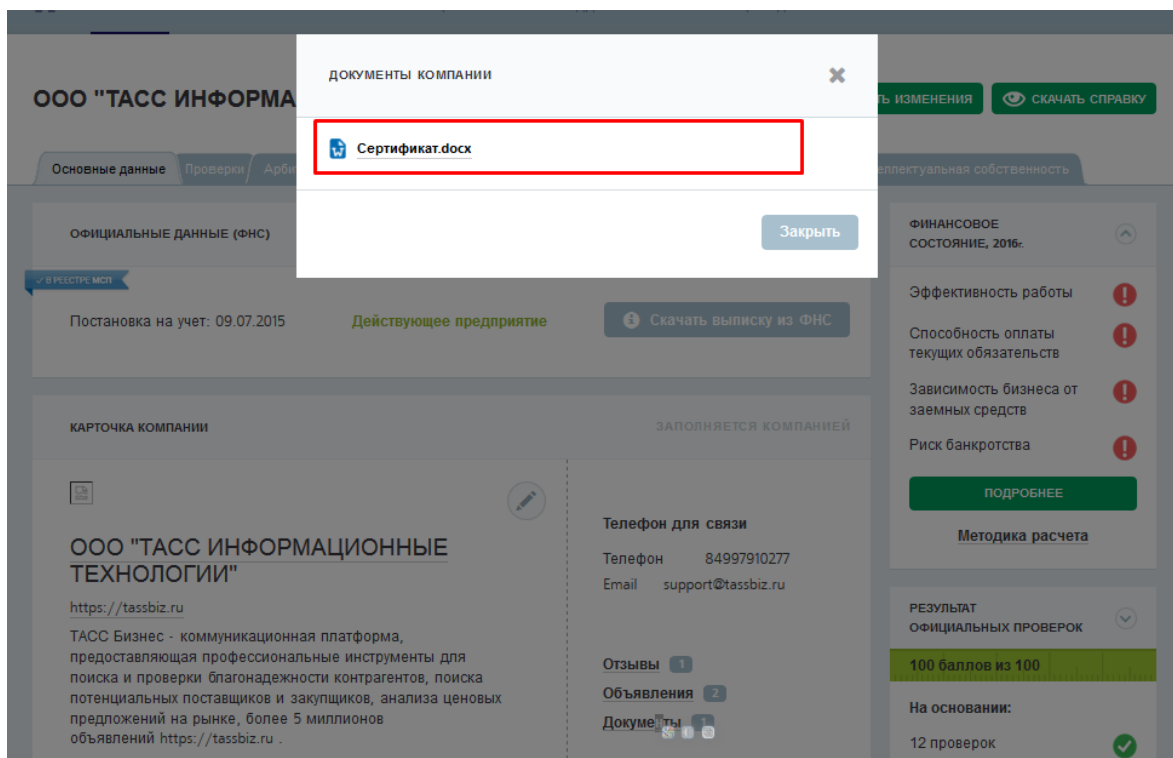 ДОКУМЕНТЫ КОМПАНИИ
ООО "ТАСС ИНФОРМА
ТЬ ИЗМЕНЕНИЯ
СКАЧАТЬ СПРАВКУ
Сертификат.docx
Основные данные
Проверки
Арби
еллектуальная собственность
Закрыть
ОФИЦИАЛЬНЫЕ ДАННЫЕ (ФНС)
✓ В РЕЕСТРЕ МСП
Постановка на учет: 09.07.2015
Действующее предприятие
Скачать выписку из ФНС
КАРТОЧКА КОМПАНИИ
ЗАПОЛНЯЕТСЯ КОМПАНИЕЙ
ООО "ТАСС ИНФОРМАЦИОННЫЕ
ТЕХНОЛОГИИ"
https://tassbiz.ru
ТАСС Бизнес - коммуникационная платформа,
предоставляющая профессиональные инструменты для
поиска и проверки благонадежности контрагентов, поиска
потенциальных поставщиков и закупщиков, анализа ценовых
предложений на рынке, более 5 миллионов
объявлений https://tassbiz.ru .
Телефон для связи
Телефон 84997910277
Email support@tassbiz.ru
Отзывы 1
Объявления 2
Документы 1
ФИНАНСОВОЕ
СОСТОЯНИЕ, 2016г.
Эффективность работы
Способность оплаты
текущих обязательств
Зависимость бизнеса от
заемных средств
Риск банкротства
ПОДРОБНЕЕ
Методика расчета
РЕЗУЛЬТАТ
ОФИЦИАЛЬНЫХ ПРОВЕРОК
100 баллов из 100
На основании:
12 проверок